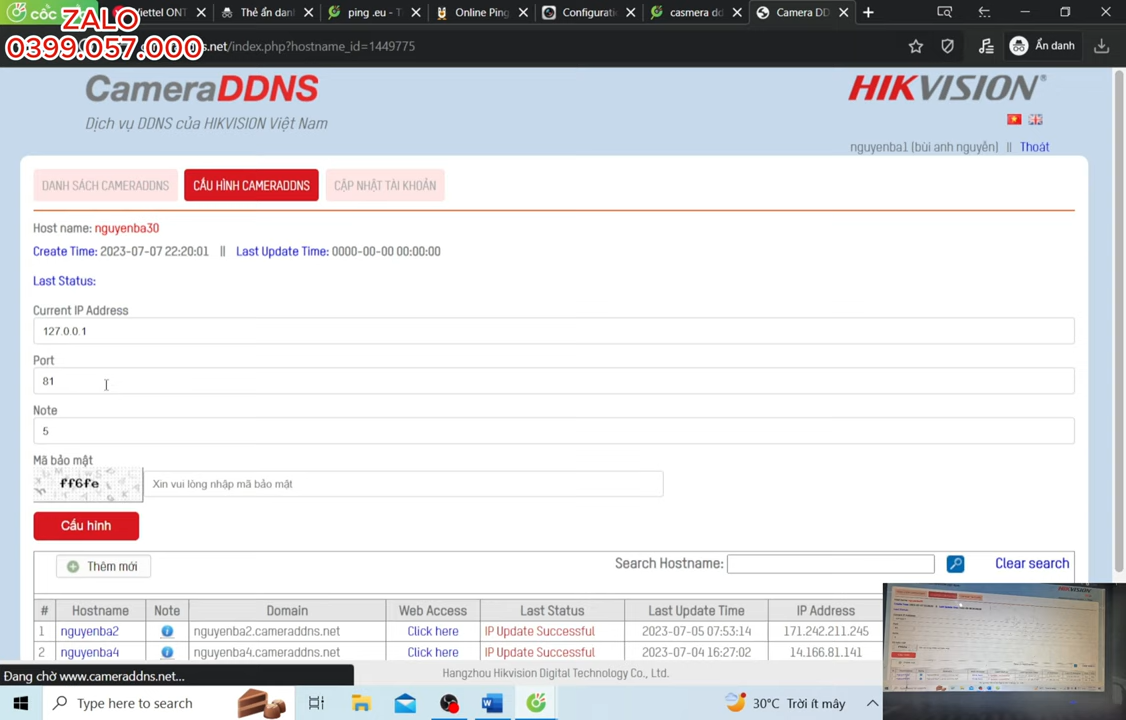 cốc
Viettel ONT
Thẻ ẩn danh
ping .eu - T
Online Ping
Configurati
casmera dd
Camera DD
ZALO
0399.057.000
.net/index.php?hostname_id=1449775
Ẩn danh
CameraDDNS
Dịch vụ DDNS của HIKVISION Việt Nam
HIKVISION
nguyenba1 (bùi anh nguyễn) || Thoát
DANH SÁCH CAMERADDNS CẤU HÌNH CAMERADDNS CẬP NHẬT TÀI KHOẢN
Host name: nguyenba30
Create Time: 2023-07-07 22:20:01 || Last Update Time: 0000-00-00 00:00:00
Last Status:
Current IP Address
127.0.0.1
Port
81
Note
5
Mã bảo mật
ff6fe Xin vui lòng nhập mã bảo mật
Cấu hình
Thêm mới Search Hostname: Clear search
# Hostname Note Domain Web Access Last Status Last Update Time IP Address
1 nguyenba2 nguyenba2.cameraddns.net Click here IP Update Successful 2023-07-05 07:53:14 171.242.211.245
2 nguyenba4 nguyenba4.cameraddns.net Click here IP Update Successful 2023-07-04 16:27:02 14.166.81.141
Đang chờ www.cameraddns.net...
Hangzhou Hikvision Digital Technology Co., Ltd.
Type here to search
30°C Trời ít mây